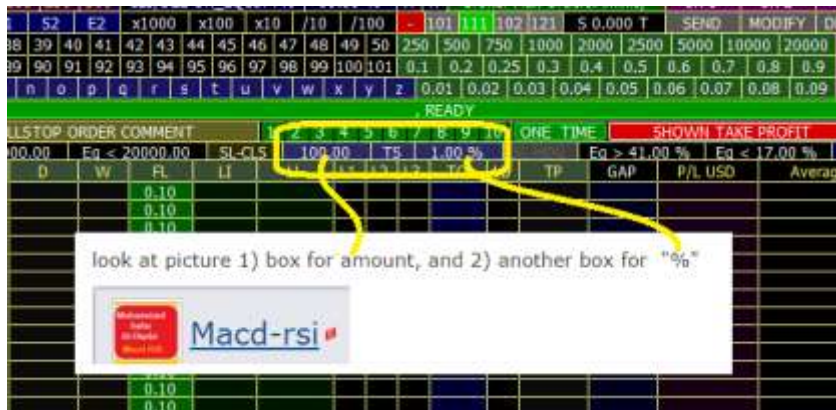 S2 E2 x1000 x100 x10 /10 /100 - 101 111 102 121 S 0.000 T SEND MODIFY
38 39 40 41 42 43 44 45 46 47 48 49 50 250 500 750 1000 2000 2500 5000 10000 20000
89 90 91 92 93 94 95 96 97 98 99 100 101 0.1 0.2 0.25 0.3 0.4 0.5 0.6 0.7 0.8 0.9
n o p q r s t u v w x y z 0.01 0.02 0.03 0.04 0.05 0.06 0.07 0.08 0.09
, READY
ORDER COMMENT 1 2 3 4 5 6 7 8 9 10 ONE TIME SHOWN TAKE PROFIT
00.00 Eq < 20000.00 SL-CLS 100.00 T5 1.00 % Eq > 41.00 % Eq < 17.00 %
D W FL LI TP GAP P/L USD Averag
0.10
0.10
0.10
look at picture 1) box for amount, and 2) another box for "%"
Macd-rsi
0.10
0.10